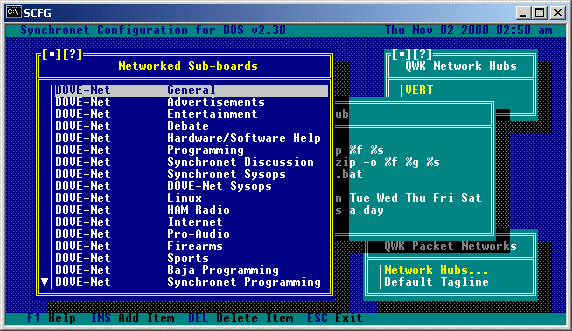 SCFG
Synchronet Configuration for DOS v2.30 Thu Nov 02 2000 02:50 am
[■][?]
Networked Sub-boards
DOVE-Net General
DOVE-Net Advertisements
DOVE-Net Entertainment
DOVE-Net Debate
DOVE-Net Hardware/Software Help
DOVE-Net Programming
DOVE-Net Synchronet Discussion
DOVE-Net Synchronet Sysops
DOVE-Net DOVE-Net Sysops
DOVE-Net Linux
DOVE-Net HAM Radio
DOVE-Net Internet
DOVE-Net Pro-Audio
DOVE-Net Firearms
DOVE-Net Sports
DOVE-Net Baja Programming
▼ DOVE-Net Synchronet Programming
[■][?]
QWK Network Hubs
VERT
ub
p %f %s
zip -o %f %g %s
.bat
n Tue Wed Thu Fri Sat
s a day
QWK Packet Networks
Network Hubs...
Default Tagline
F1 Help INS Add Item DEL Delete Item ESC Exit